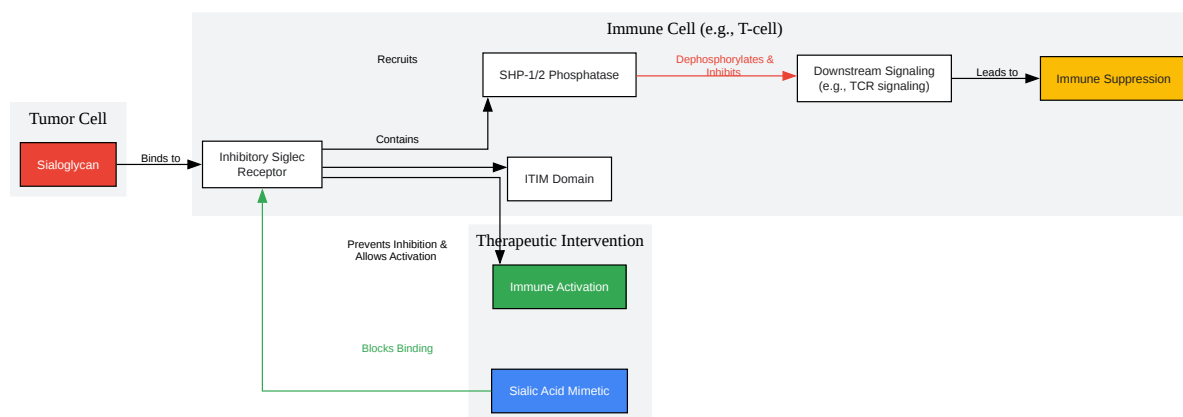 Immune Cell (e.g., T-cell)
Recruits
SHP-1/2 Phosphatase
Dephosphorylates &
Inhibits
Downstream Signaling
(e.g., TCR signaling)
Leads to
Immune Suppression
Tumor Cell
Sialoglycan
Binds to
Inhibitory Siglec
Receptor
Contains
ITIM Domain
Prevents Inhibition &
Allows Activation
Therapeutic Intervention
Immune Activation
Blocks Binding
Sialic Acid Mimetic